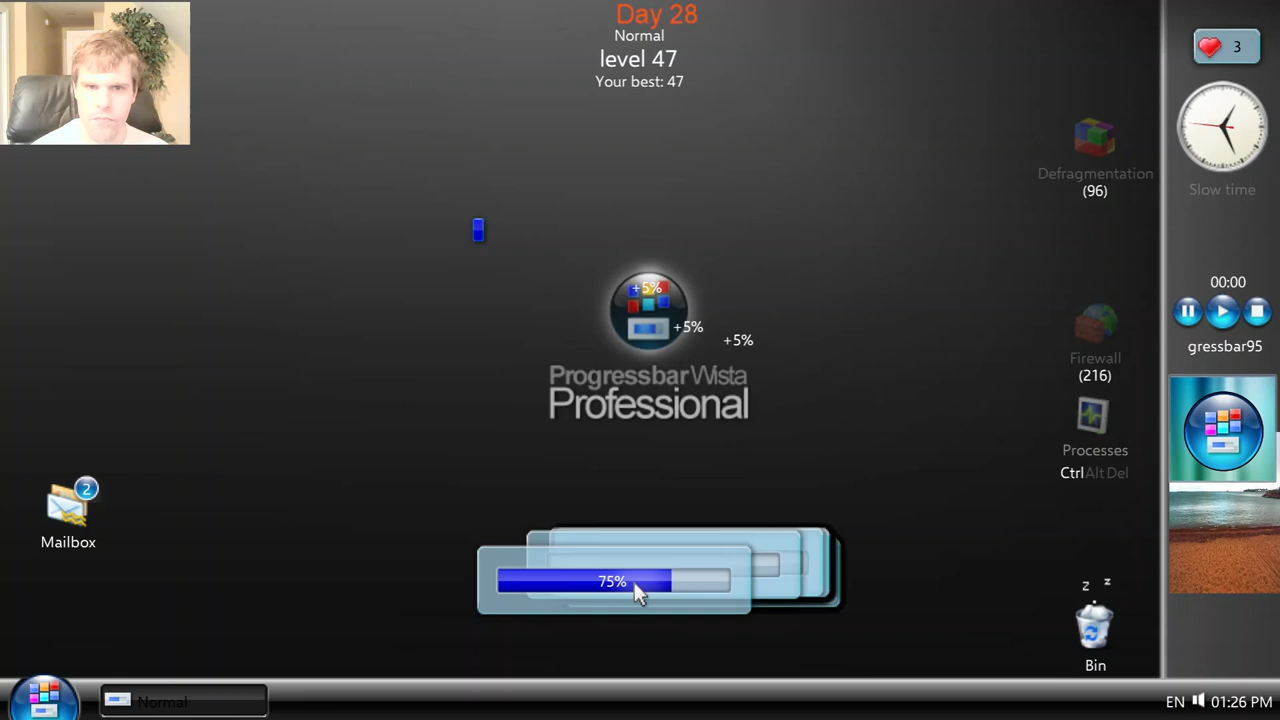 Day 28
Normal
level 47
Your best: 47
3
Slow time
Defragmentation
(96)
+5%
+5%
+5%
00:00
gressbar95
Progressbar Wista
Professional
Firewall
(216)
Processes
Ctrl Alt Del
2
Mailbox
75%
z z
Bin
Normal
EN 01:26 PM